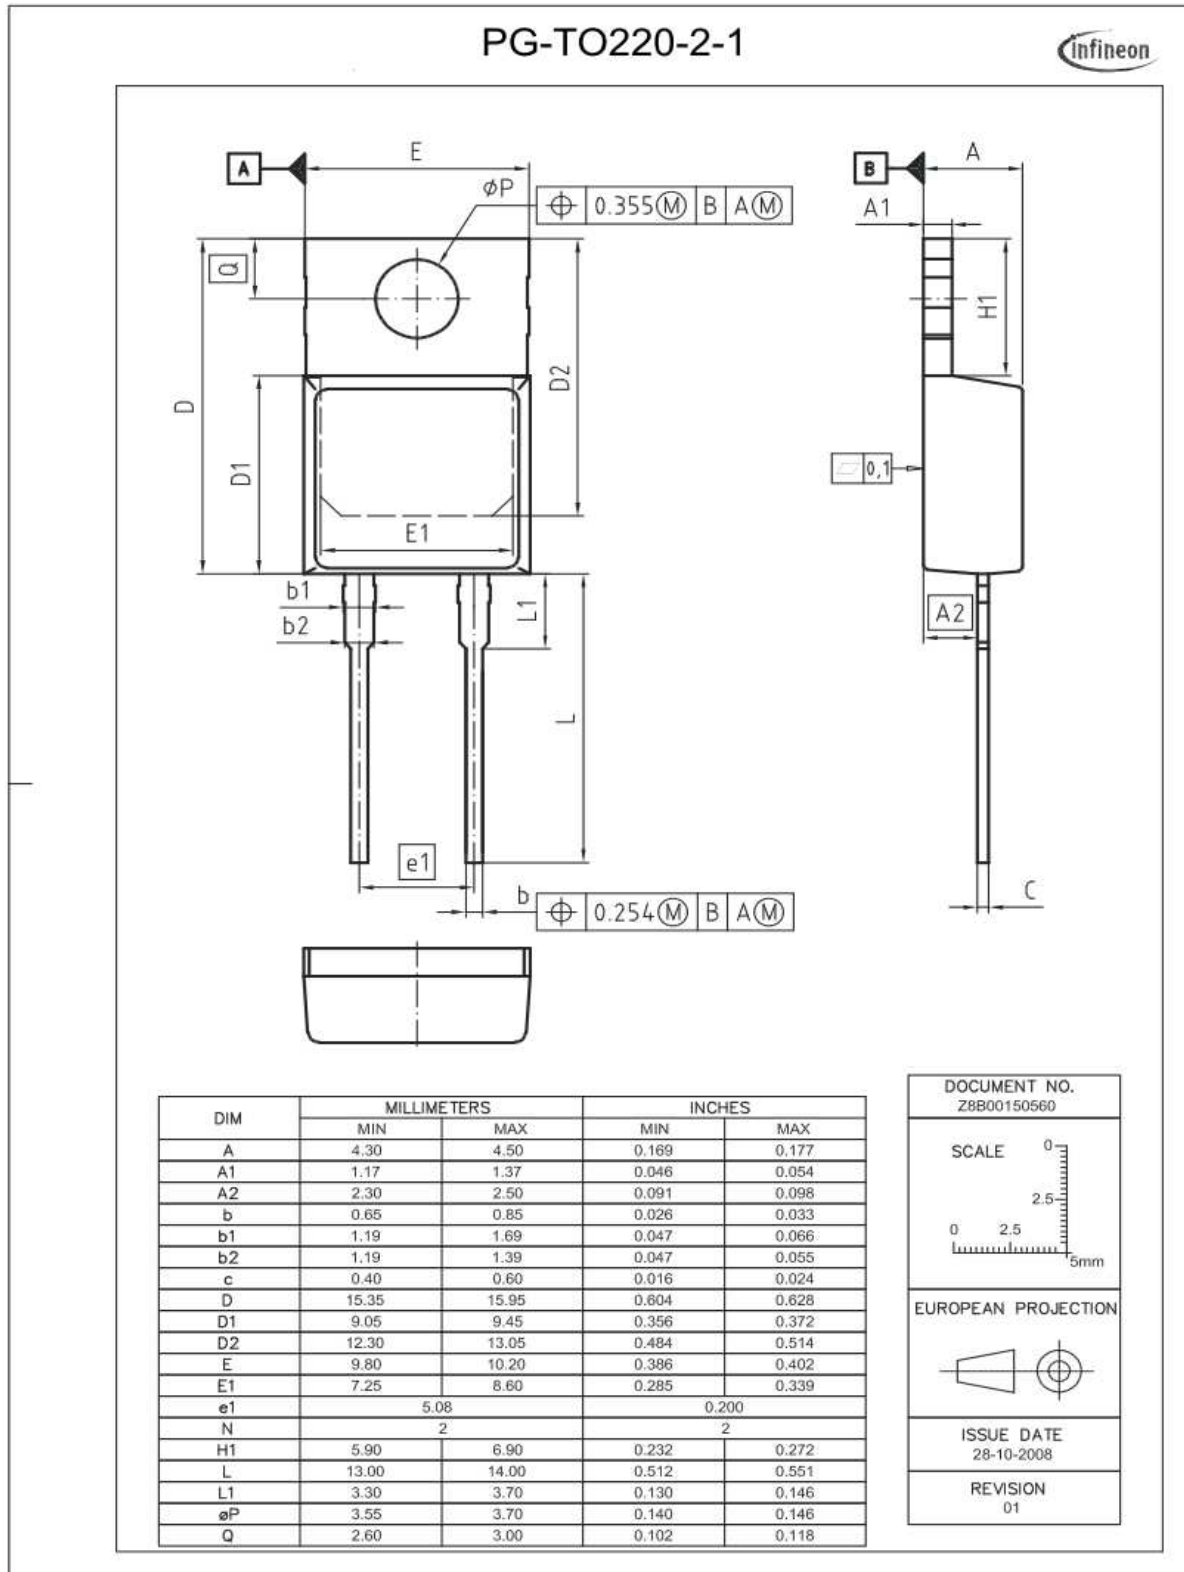 PG-TO220-2-1
infineon
A
E
B
A
øP
0.355Ⓜ B AⓂ
A1
Q
H1
D2
D
D1
0,1
E1
b1
b2
L1
A2
L
e1
b
0.254Ⓜ B AⓂ
C
DIM MILLIMETERS INCHES
MIN MAX MIN MAX
A 4.30 4.50 0.169 0.177
A1 1.17 1.37 0.046 0.054
A2 2.30 2.50 0.091 0.098
b 0.65 0.85 0.026 0.033
b1 1.19 1.69 0.047 0.066
b2 1.19 1.39 0.047 0.055
c 0.40 0.60 0.016 0.024
D 15.35 15.95 0.604 0.628
D1 9.05 9.45 0.356 0.372
D2 12.30 13.05 0.484 0.514
E 9.80 10.20 0.386 0.402
E1 7.25 8.60 0.285 0.339
e1 5.08 0.200
N 2 2
H1 5.90 6.90 0.232 0.272
L 13.00 14.00 0.512 0.551
L1 3.30 3.70 0.130 0.146
øP 3.55 3.70 0.140 0.146
Q 2.60 3.00 0.102 0.118
DOCUMENT NO.
Z8B00150560
SCALE 0
2.5
0 2.5
5mm
EUROPEAN PROJECTION
ISSUE DATE
28-10-2008
REVISION
01